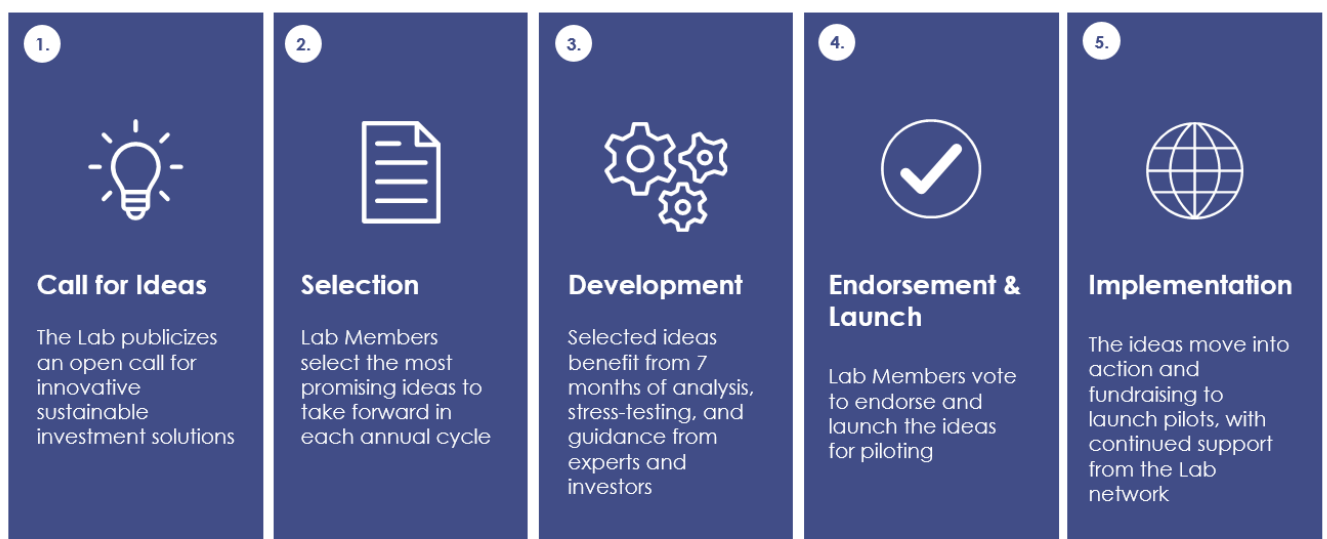 1.
Call for Ideas
The Lab publicizes
an open call for
innovative
sustainable
investment solutions
2.
Selection
Lab Members
select the most
promising ideas to
take forward in
each annual cycle
3.
Development
Selected ideas
benefit from 7
months of analysis,
stress-testing, and
guidance from
experts and
investors
4.
Endorsement &
Launch
Lab Members vote
to endorse and
launch the ideas
for piloting
5.
Implementation
The ideas move into
action and
fundraising to
launch pilots, with
continued support
from the Lab
network